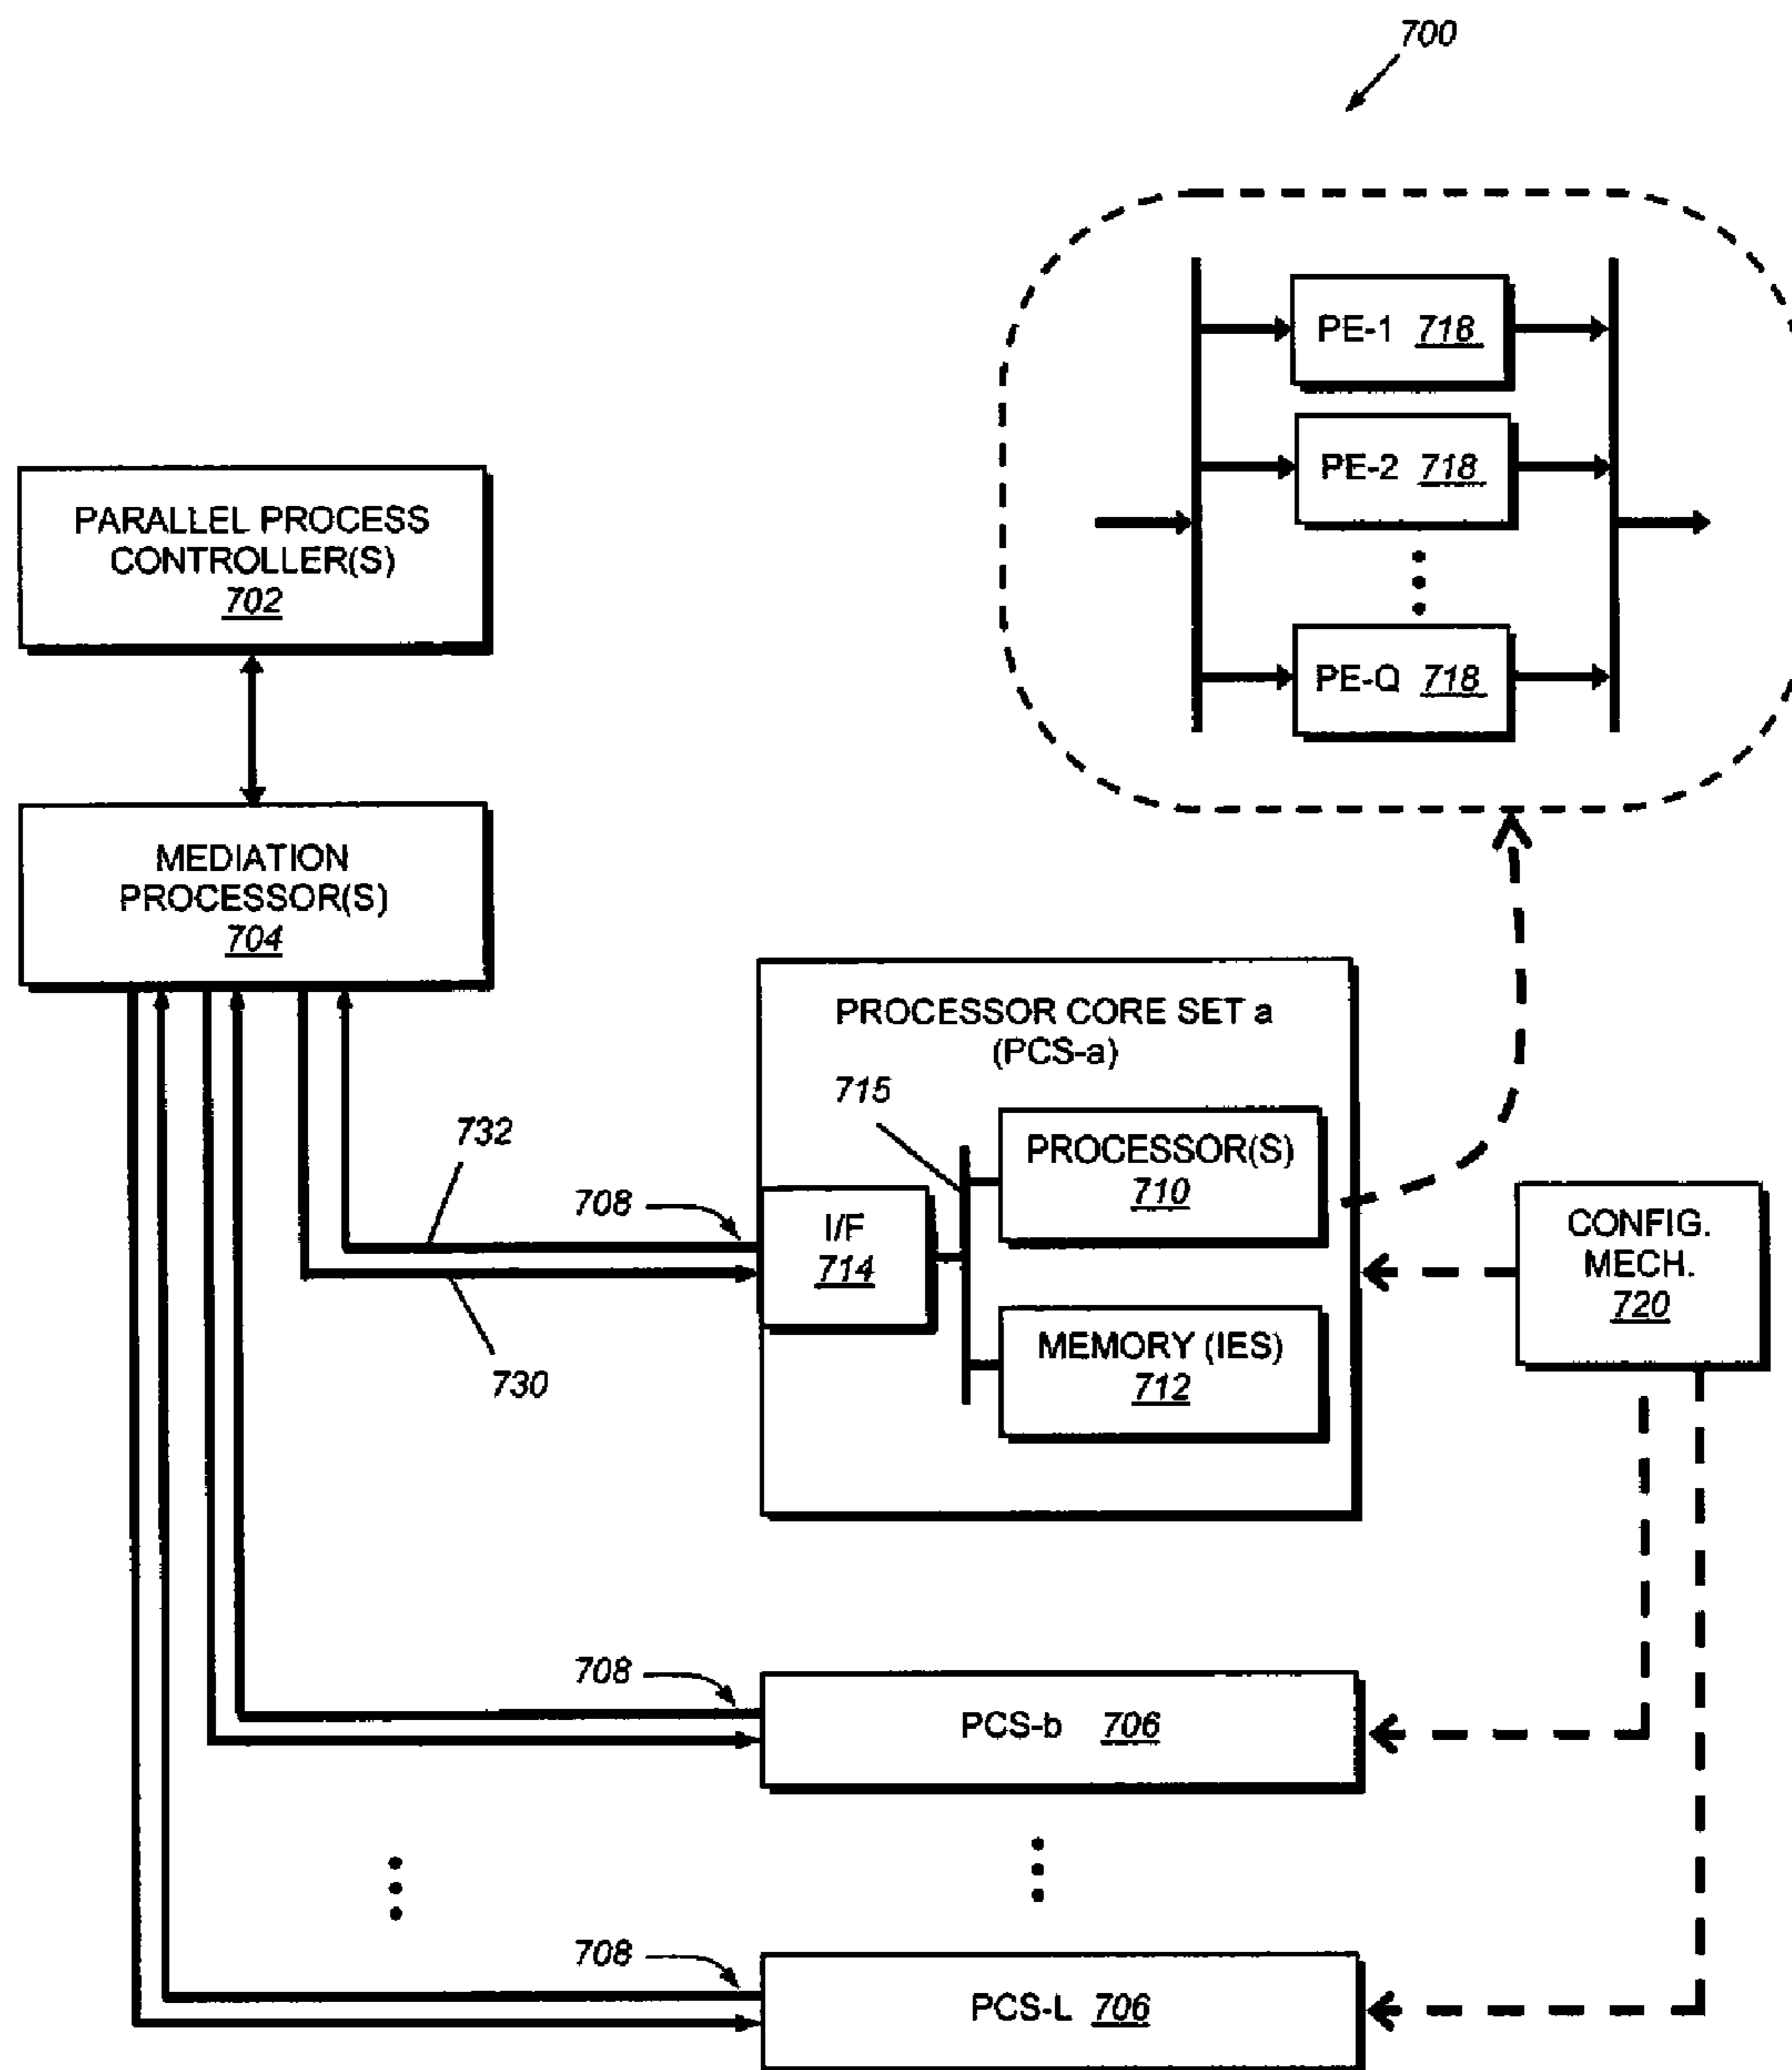 700
PE-1 718
PE-2 718
PE-Q 718
PARALLEL PROCESS
CONTROLLER(S)
702
MEDIATION
PROCESSOR(S)
704
PROCESSOR CORE SET a
(PCS-a)
715
732
708
PROCESSOR(S)
710
I/F
714
CONFIG.
MECH.
720
MEMORY (IES)
712
730
708
PCS-b 706
708
PCS-L 706